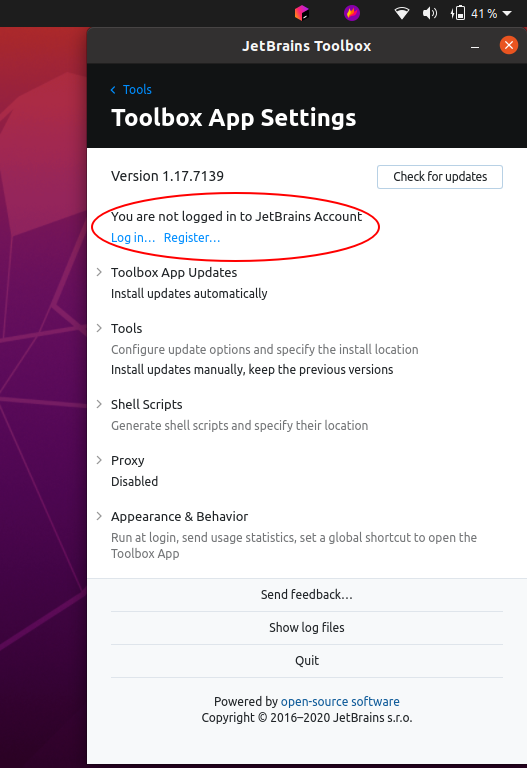 41 %
JetBrains Toolbox
Tools
Toolbox App Settings
Version 1.17.7139
Check for updates
You are not logged in to JetBrains Account
Log in… Register…
Toolbox App Updates
Install updates automatically
Tools
Configure update options and specify the install location
Install updates manually, keep the previous versions
Shell Scripts
Generate shell scripts and specify their location
Proxy
Disabled
Appearance & Behavior
Run at login, send usage statistics, set a global shortcut to open the
Toolbox App
Send feedback…
Show log files
Quit
Powered by open-source software
Copyright © 2016–2020 JetBrains s.r.o.